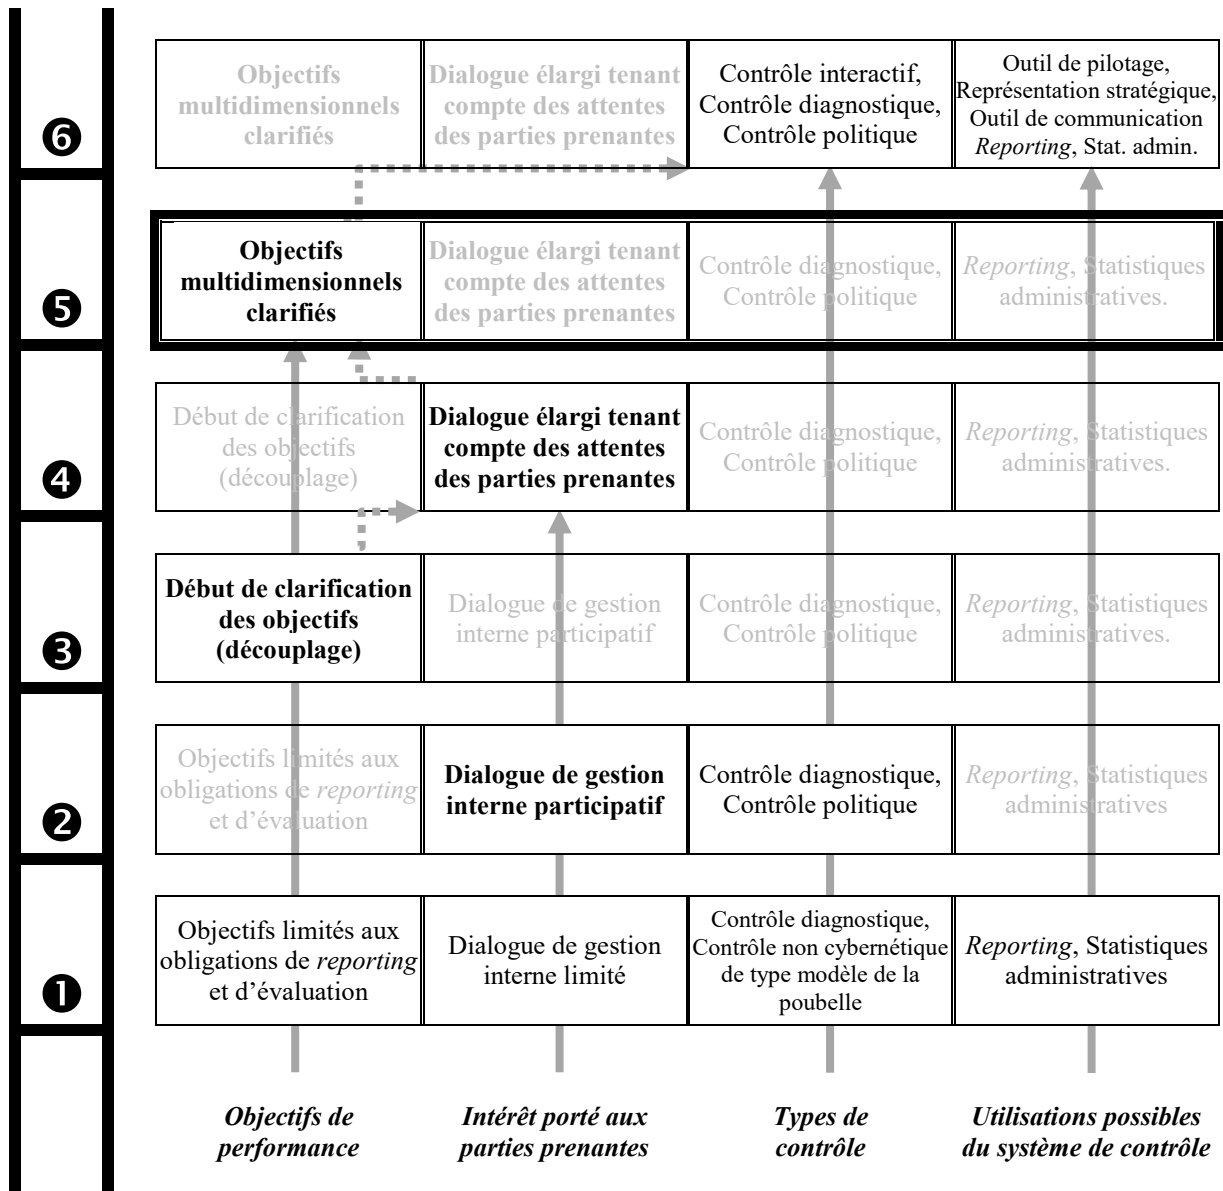 ❻
Objectifs
multidimensionnels
clarifiés
Dialogue élargi tenant
compte des attentes
des parties prenantes
Contrôle interactif,
Contrôle diagnostique,
Contrôle politique
Outil de pilotage,
Représentation stratégique,
Outil de communication
Reporting, Stat. admin.
❺
Objectifs
multidimensionnels
clarifiés
Dialogue élargi tenant
compte des attentes
des parties prenantes
Contrôle diagnostique,
Contrôle politique
Reporting, Statistiques
administratives.
❹
Début de clarification
des objectifs
(découplage)
Dialogue élargi tenant
compte des attentes
des parties prenantes
Contrôle diagnostique,
Contrôle politique
Reporting, Statistiques
administratives.
❸
Début de clarification
des objectifs
(découplage)
Dialogue de gestion
interne participatif
Contrôle diagnostique,
Contrôle politique
Reporting, Statistiques
administratives.
❷
Objectifs limités aux
obligations de reporting
et d'évaluation
Dialogue de gestion
interne participatif
Contrôle diagnostique,
Contrôle politique
Reporting, Statistiques
administratives
❶
Objectifs limités aux
obligations de reporting
et d'évaluation
Dialogue de gestion
interne limité
Contrôle diagnostique,
Contrôle non cybernétique
de type modèle de la
poubelle
Reporting, Statistiques
administratives
Objectifs de
performance
Intérêt porté aux
parties prenantes
Types de
contrôle
Utilisations possibles
du système de contrôle